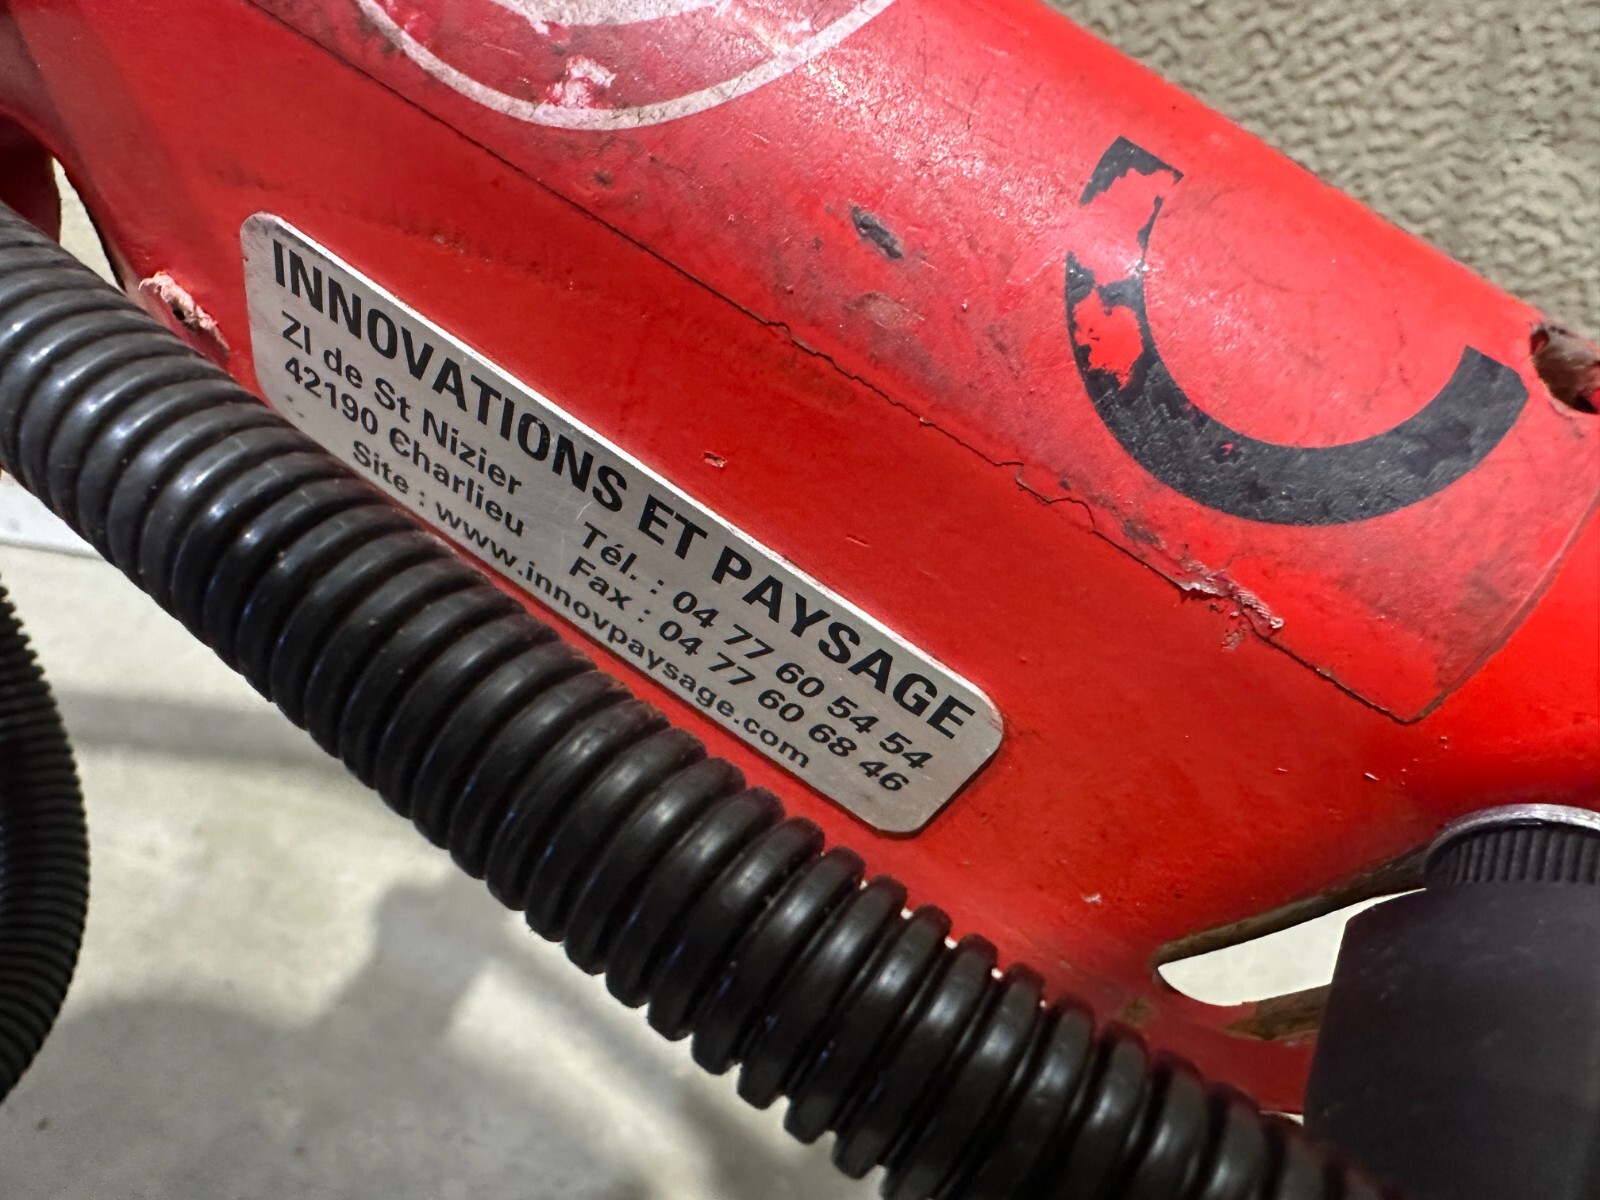 INNOVATIONS ET PAYSAGE
ZI de St Nizier Tél. : 04 77 60 54 54
42190 Charlieu Fax : 04 77 60 68 46
Site : www.innovpaysage.com